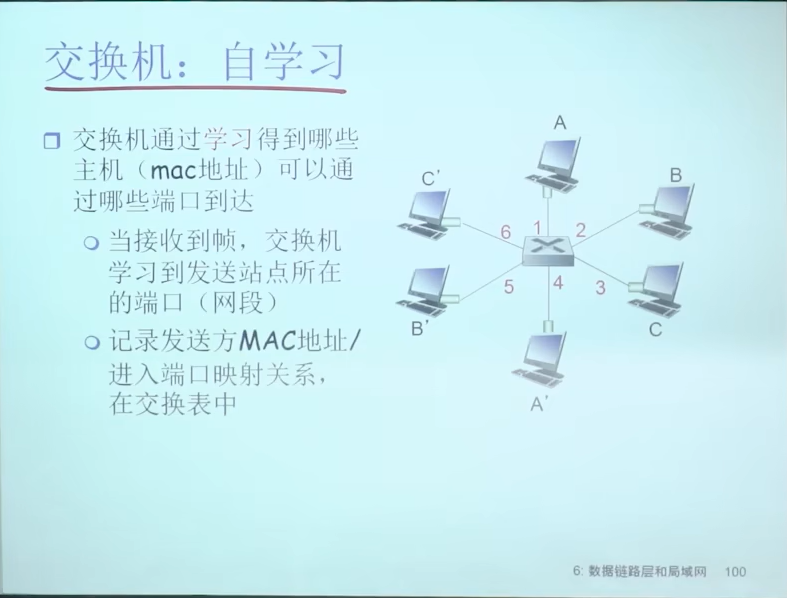 交换机：自学习
❒ 交换机通过学习得到哪些
主机（mac地址）可以通
过哪些端口到达
○ 当接收到帧，交换机
学习到发送站点所在
的端口（网段）
○ 记录发送方MAC地址/
进入端口映射关系，
在交换表中
A
C'
B
6 1 2
5 4 3
B'
C
A'
6: 数据链路层和局域网 100